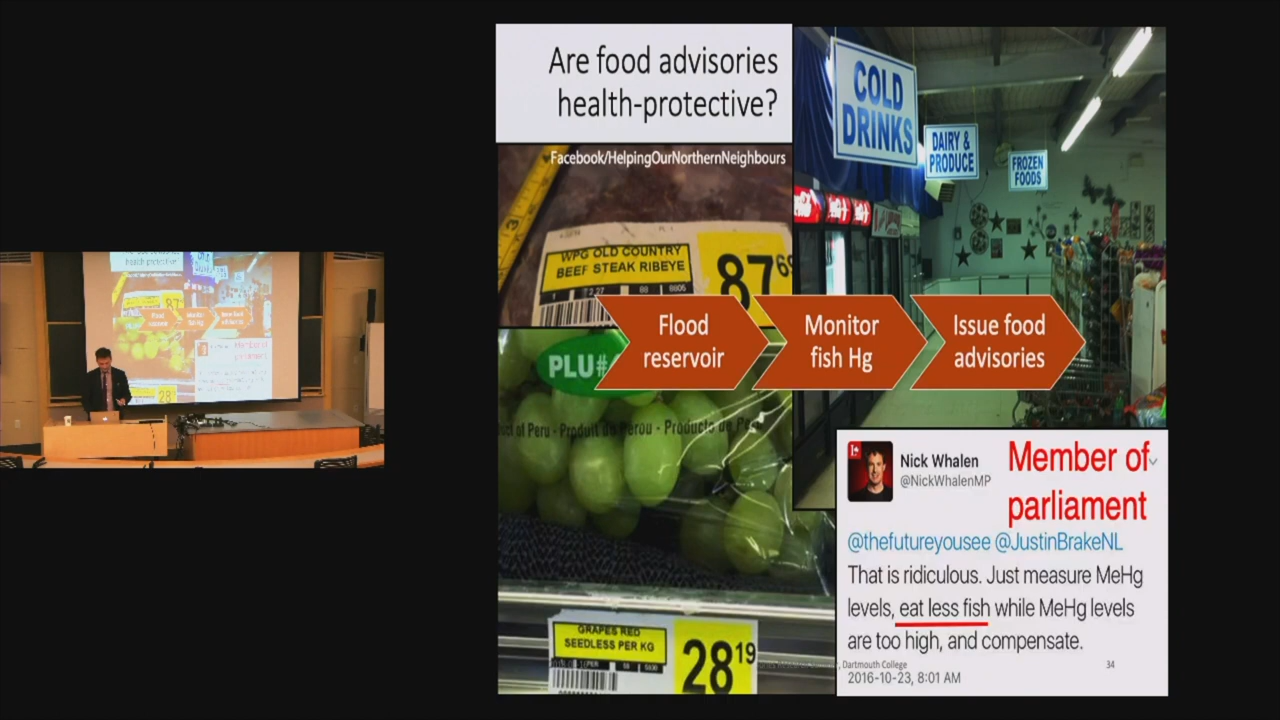 Are food advisories
health-protective?
Facebook/HelpingOurNorthernNeighbours
WPG OLD COUNTRY
BEEF STEAK RIBEYE
87 69
COLD
DRINKS
DAIRY &
PRODUCE
FROZEN
FOODS
Flood
reservoir
Monitor
fish Hg
Issue food
advisories
PLU#
of Peru - Produit du Pérou - Producto de
GRAPES RED
SEEDLESS PER KG
28 19
Nick Whalen
@NickWhalenMP
Member of
parliament
@thefutureyousee @JustinBrakeNL
That is ridiculous. Just measure MeHg
levels, eat less fish while MeHg levels
are too high, and compensate.
Dartmouth College
34
2016-10-23, 8:01 AM